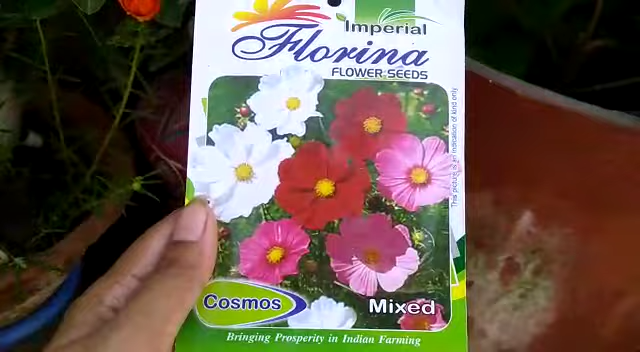 Imperial
Florina
FLOWER SEEDS
This picture is an indication of kind only
Cosmos
Mixed
Bringing Prosperity in Indian Farming